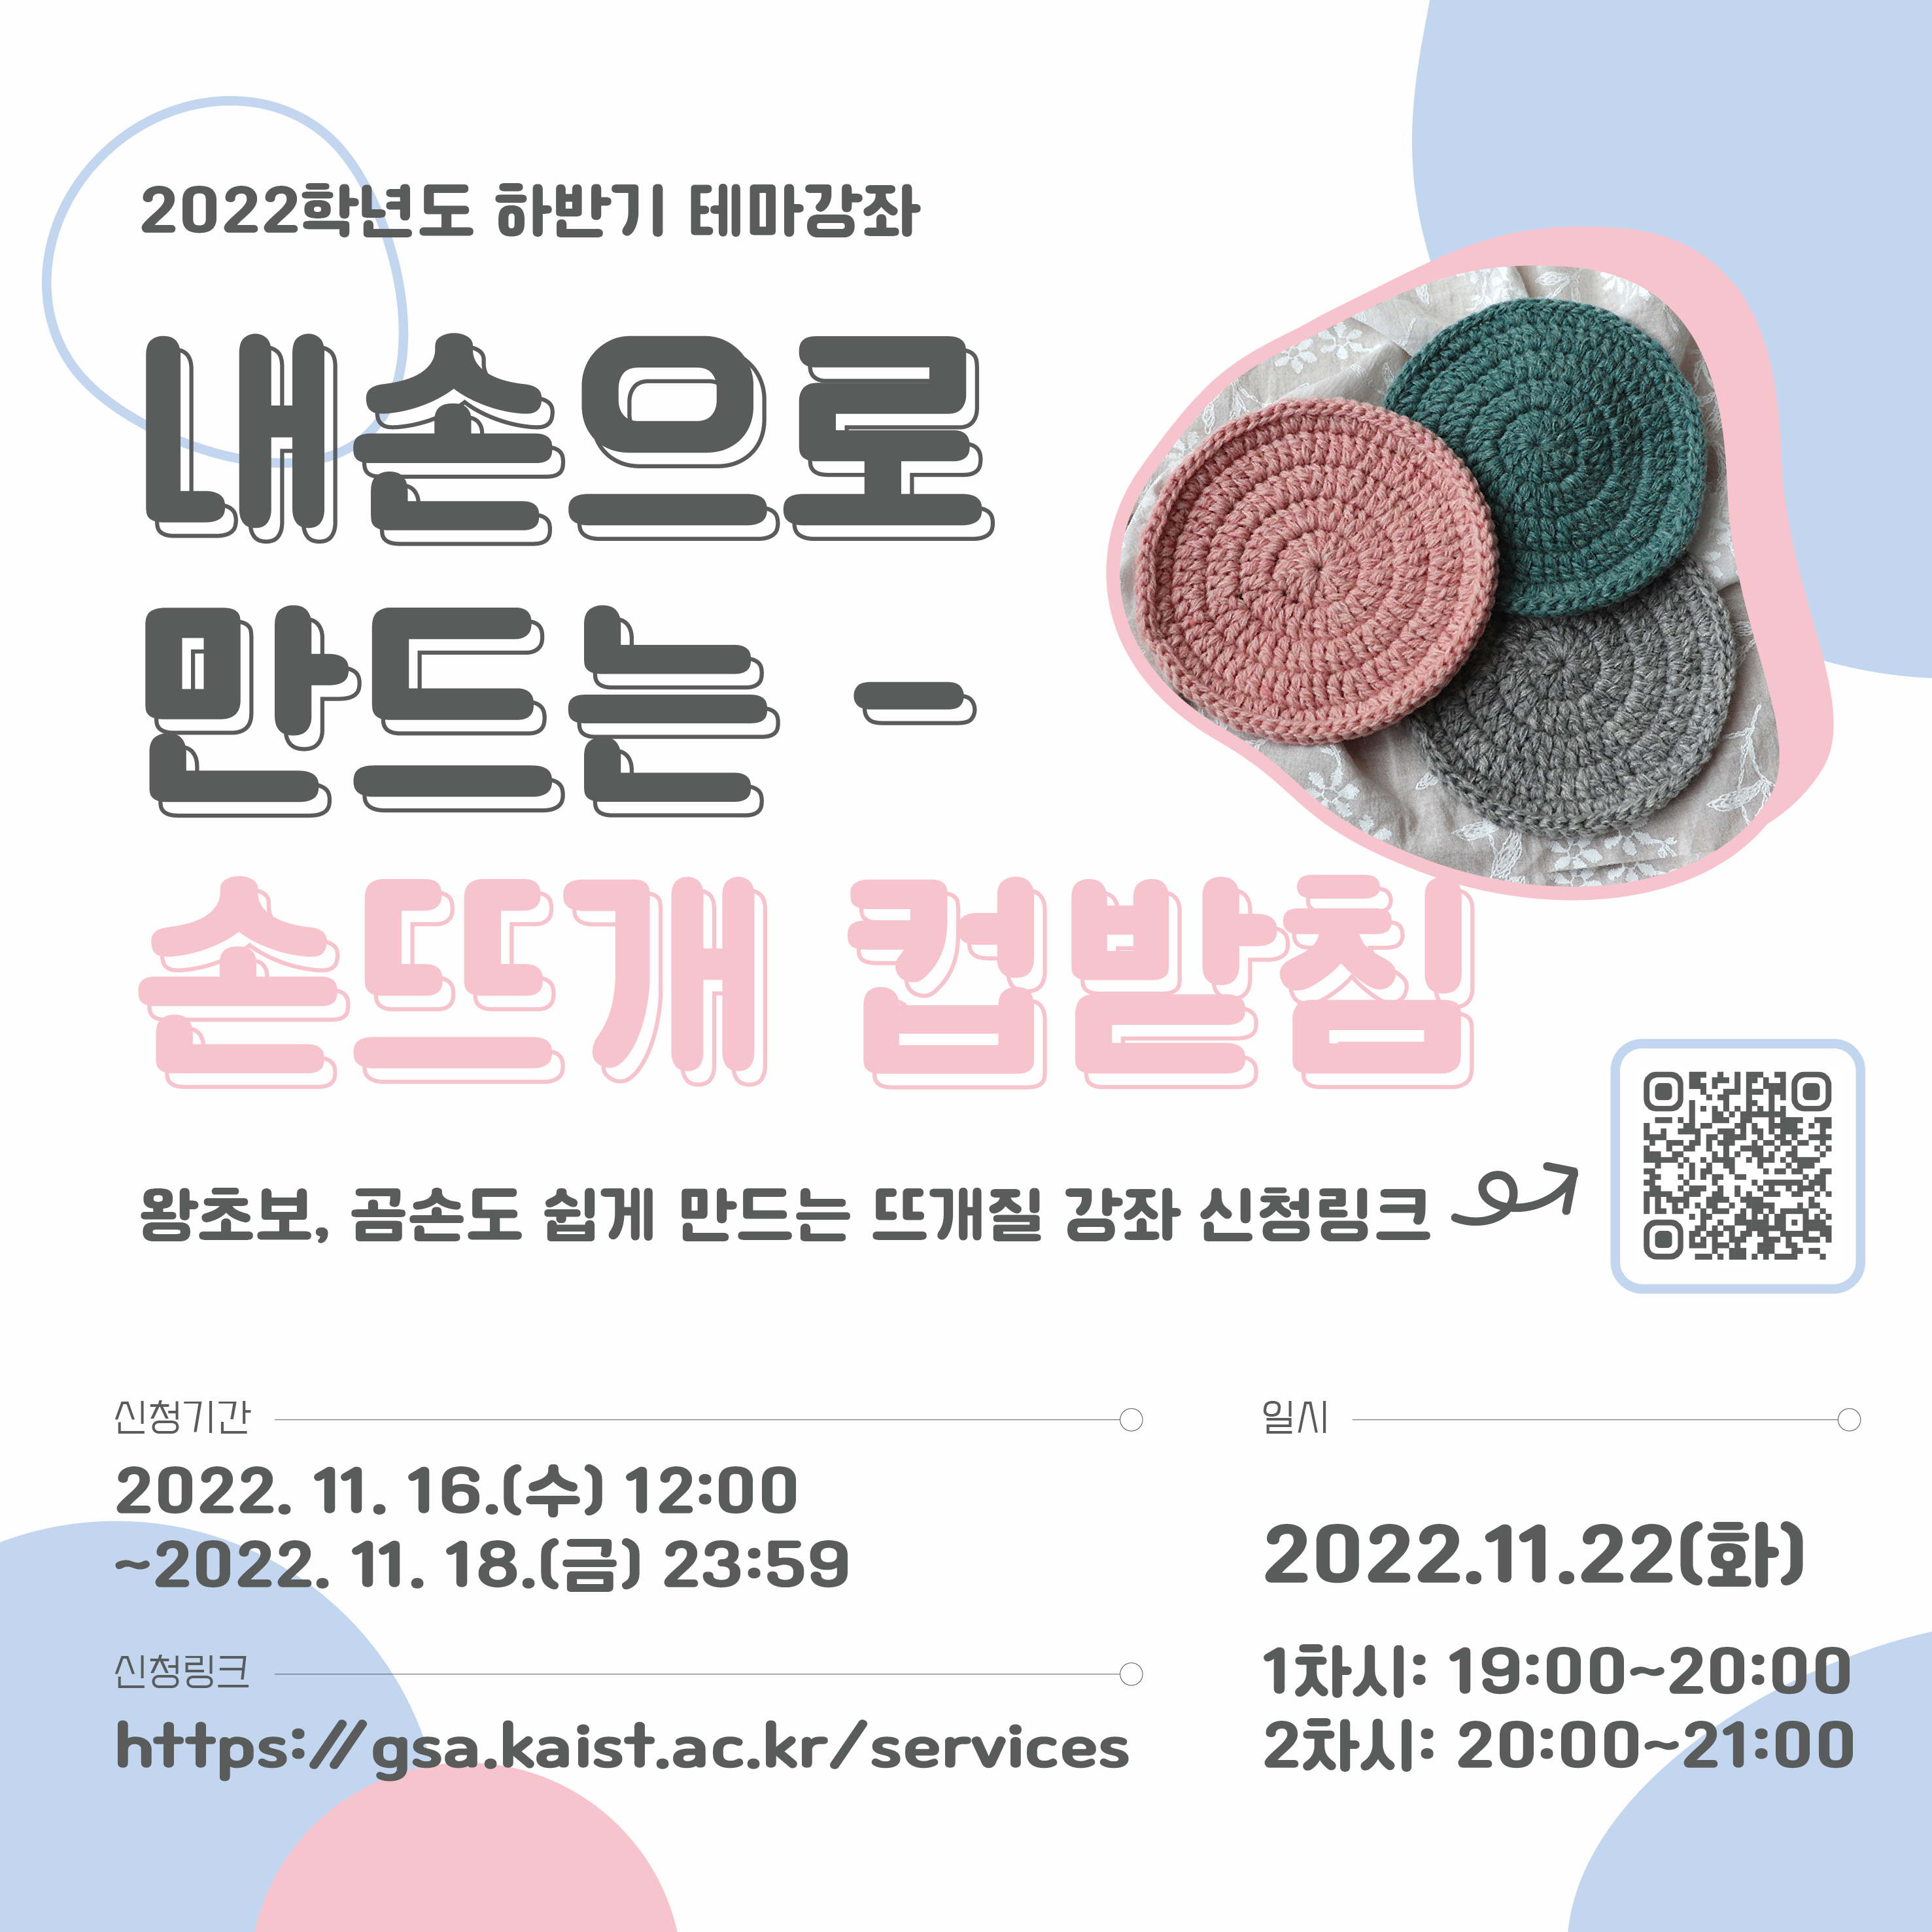 2022학년도 하반기 테마강좌
내손으로
만드는 -
손뜨개 컵받침
왕초보, 곰손도 쉽게 만드는 뜨개질 강좌 신청링크
신청기간
2022. 11. 16.(수) 12:00
~2022. 11. 18.(금) 23:59
신청링크
https://gsa.kaist.ac.kr/services
일시
2022.11.22(화)
1차시: 19:00~20:00
2차시: 20:00~21:00